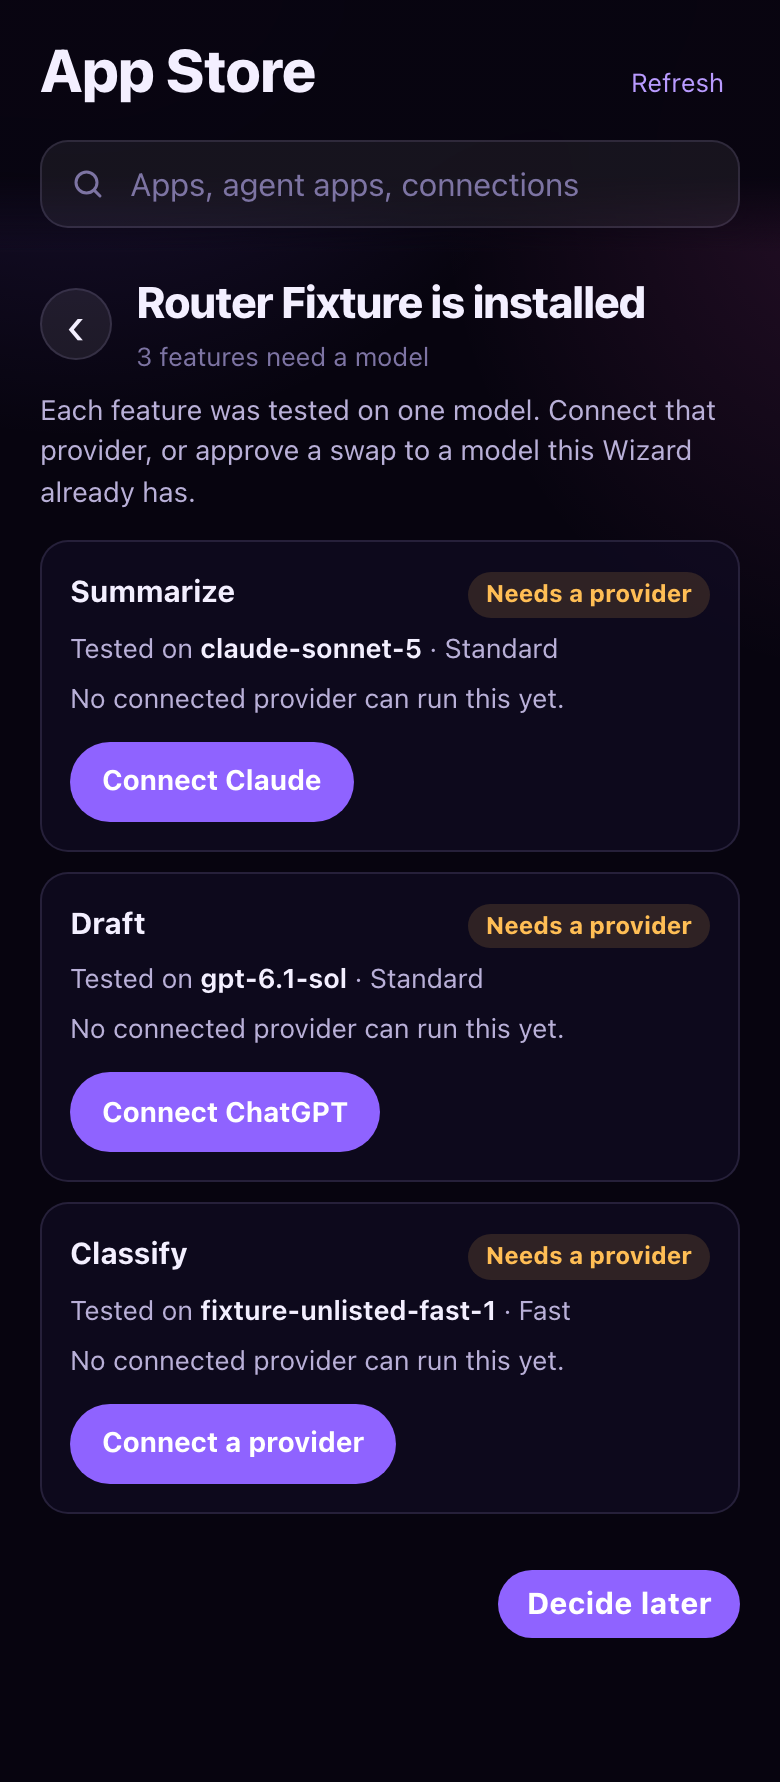 App Store
Refresh
Apps, agent apps, connections
Router Fixture is installed
3 features need a model
Each feature was tested on one model. Connect that
provider, or approve a swap to a model this Wizard
already has.
Summarize
Needs a provider
Tested on claude-sonnet-5 · Standard
No connected provider can run this yet.
Connect Claude
Draft
Needs a provider
Tested on gpt-6.1-sol · Standard
No connected provider can run this yet.
Connect ChatGPT
Classify
Needs a provider
Tested on fixture-unlisted-fast-1 · Fast
No connected provider can run this yet.
Connect a provider
Decide later